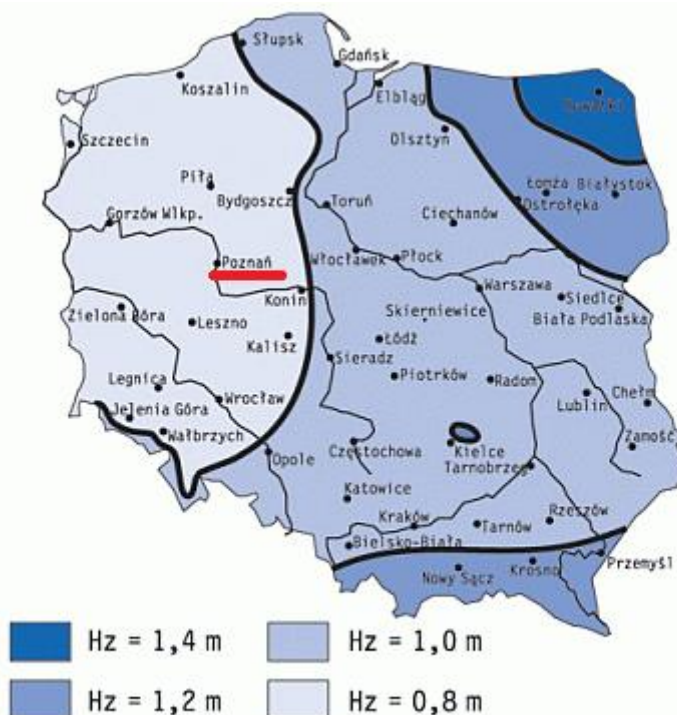 Słupsk
Gdańsk
Koszalin
Elbląg
Suwałki
Olsztyn
Szczecin
Piła
Bydgoszcz
Toruń
Łomża
Białystok
Ostrołęka
Gorzów Wlkp.
Ciechanów
Poznań
Włocławek
Płock
Konin
Warszawa
Siedlce
Biała Podlaska
Zielona Góra
Leszno
Skierniewice
Kalisz
Łódź
Sieradz
Legnica
Piotrków
Radom
Wrocław
Lublin
Chełm
Jelenia Góra
Wałbrzych
Opole
Częstochowa
Kielce
Zamość
Tarnobrzeg
Katowice
Kraków
Tarnów
Rzeszów
Bielsko-Biała
Przemyśl
Nowy Sącz
Krosno
Hz = 1,4 m
Hz = 1,0 m
Hz = 1,2 m
Hz = 0,8 m